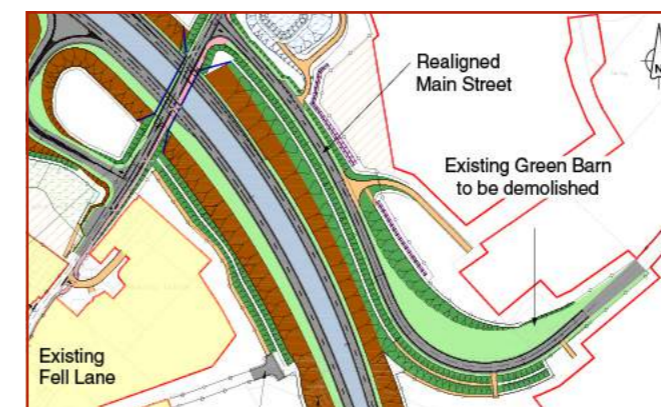 Realigned
Main Street
N
Existing Green Barn
to be demolished
Existing
Fell Lane